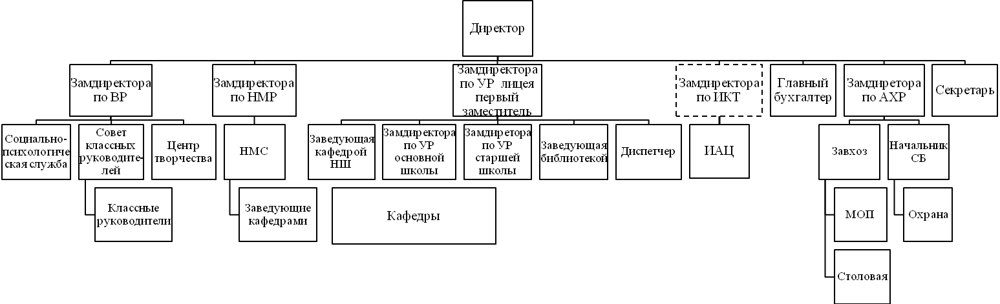 Директор
Замдиректора
по ВР
Замдиректора
по НМР
Замдиректора
по УР лицея
первый
заместитель
Замдиректора
по ИКТ
Главный
бухгалтер
Замдиретора
по АХР
Секретарь
Социально-
психологиче
ская служба
Совет
классных
руководите-
лей
Центр
творчества
НМС
Заведующая
кафедрой
НШ
Замдиректора
по УР
основной
школы
Замдиретора
по УР
старшей
школы
Заведующая
библиотекой
Диспетчер
ИАЦ
Завхоз
Начальник
СБ
Классные
руководители
Заведующие
кафедрами
Кафедры
МОП
Охрана
Столовая